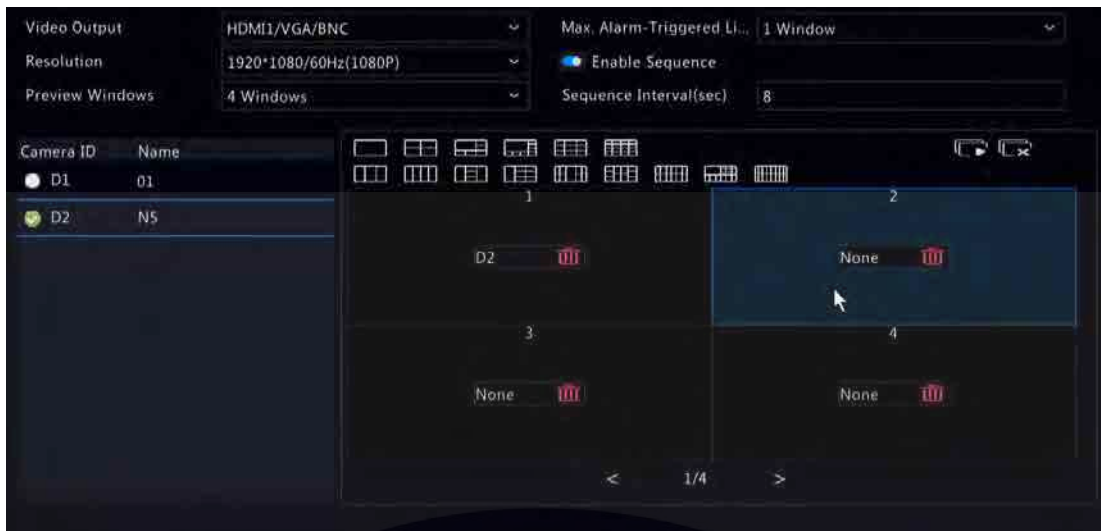 Video Output HDMI1/VGA/BNC Max. Alarm-Triggered Li... 1 Window
Resolution 1920*1080/60Hz(1080P) Enable Sequence
Preview Windows 4 Windows Sequence Interval(sec) 8
Camera ID Name
D1 01
D2 N5
1 2
D2 None
3 4
None None
< 1/4 >